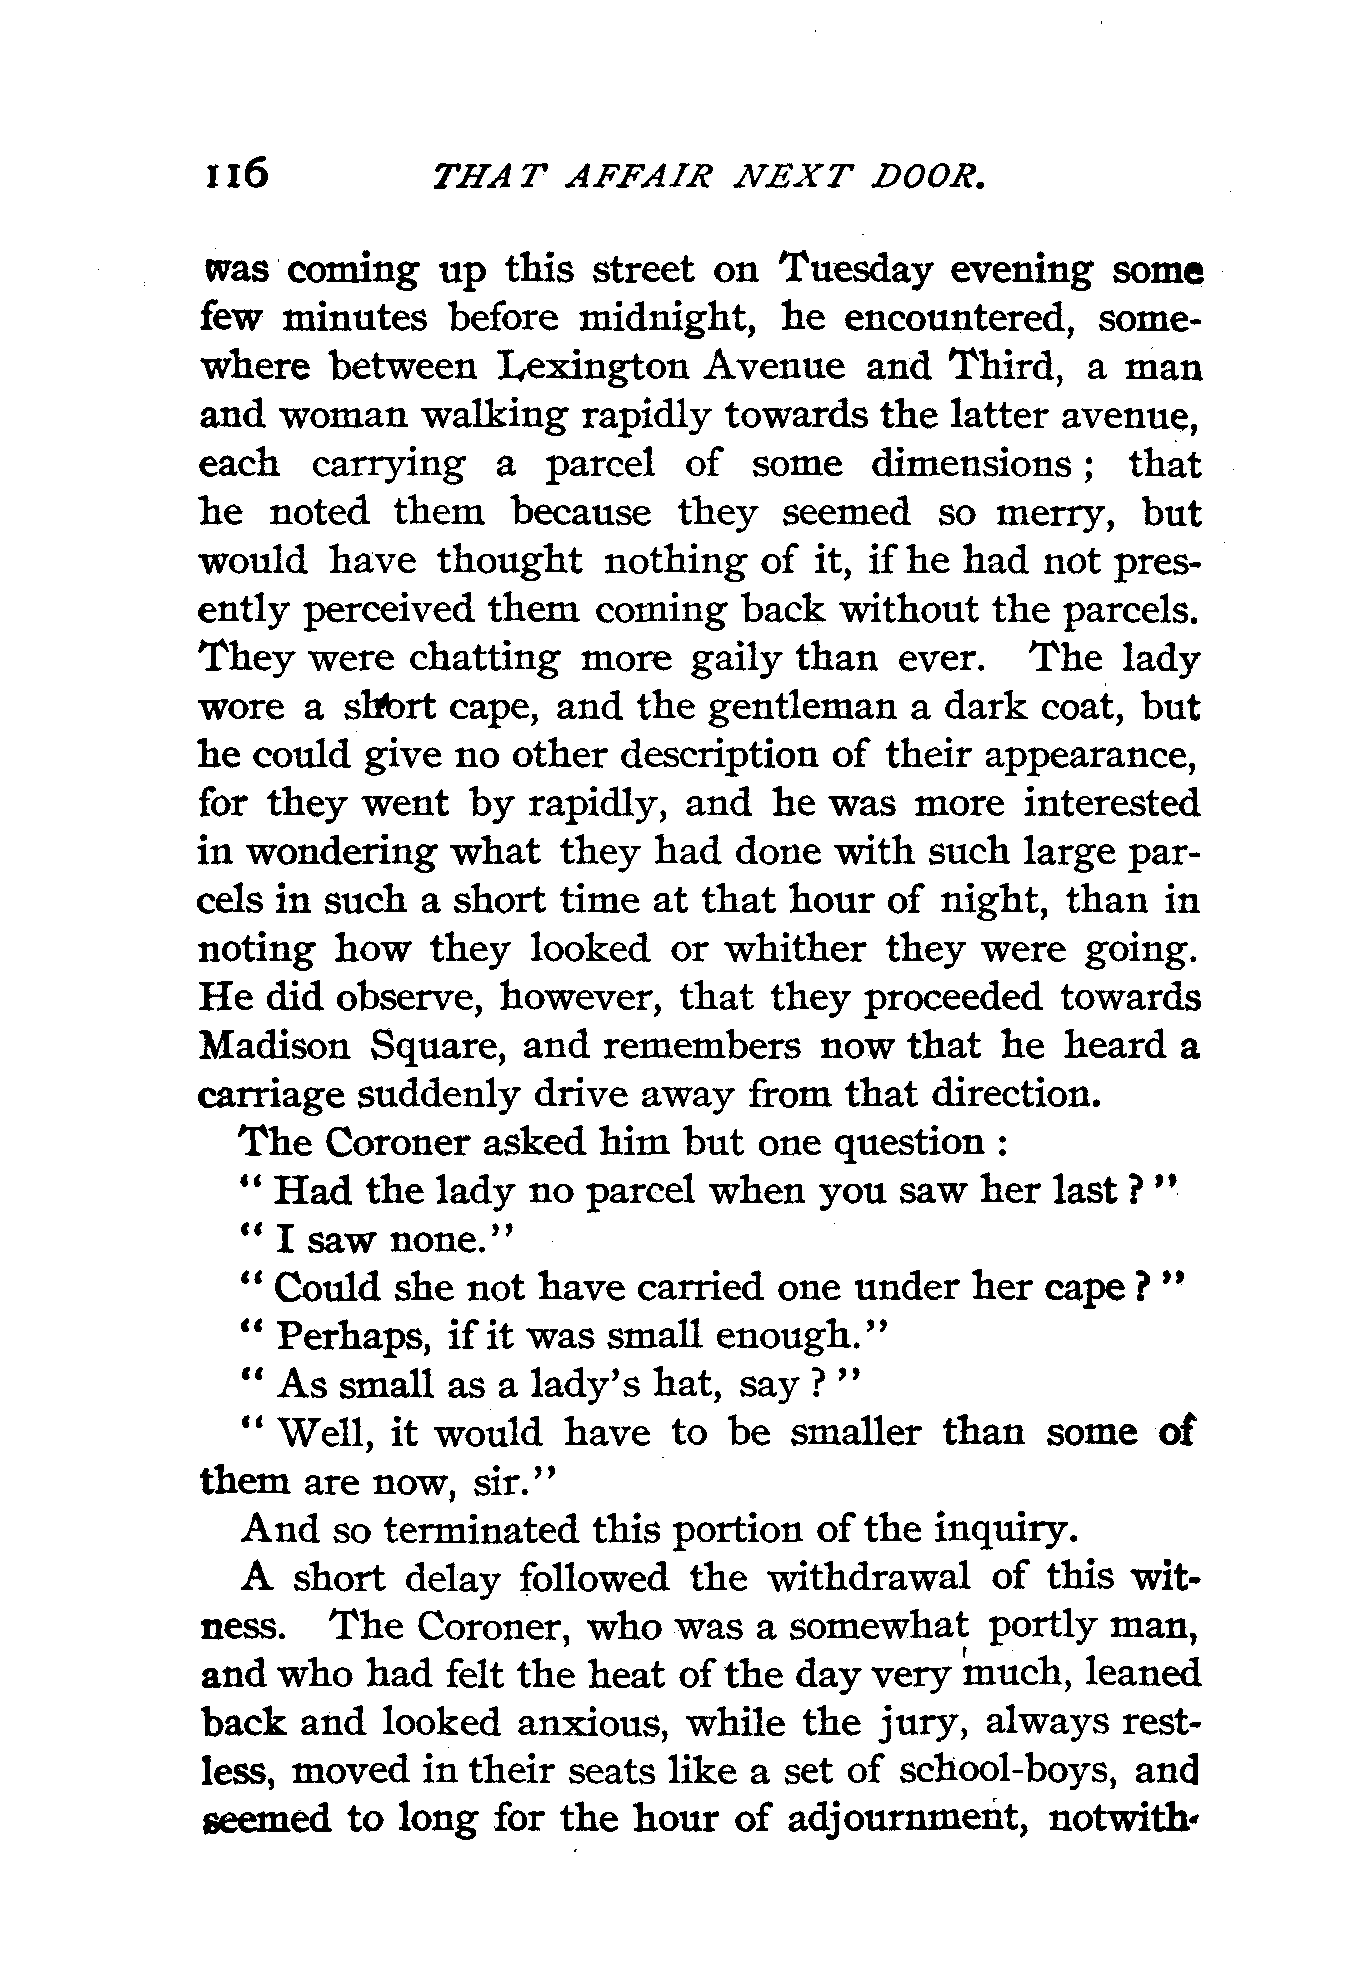 116 THAT AFFAIR NEXT DOOR.
was coming up this street on Tuesday evening some
few minutes before midnight, he encountered, some-
where between Lexington Avenue and Third, a man
and woman walking rapidly towards the latter avenue,
each carrying a parcel of some dimensions ; that
he noted them because they seemed so merry, but
would have thought nothing of it, if he had not pres-
ently perceived them coming back without the parcels.
They were chatting more gaily than ever. The lady
wore a short cape, and the gentleman a dark coat, but
he could give no other description of their appearance,
for they went by rapidly, and he was more interested
in wondering what they had done with such large par-
cels in such a short time at that hour of night, than in
noting how they looked or whither they were going.
He did observe, however, that they proceeded towards
Madison Square, and remembers now that he heard a
carriage suddenly drive away from that direction.
The Coroner asked him but one question :
“ Had the lady no parcel when you saw her last ? ”
“ I saw none.”
“ Could she not have carried one under her cape ? ”
“ Perhaps, if it was small enough.”
“ As small as a lady’s hat, say ? ”
“ Well, it would have to be smaller than some of
them are now, sir.”
And so terminated this portion of the inquiry.
A short delay followed the withdrawal of this wit-
ness. The Coroner, who was a somewhat portly man,
and who had felt the heat of the day very much, leaned
back and looked anxious, while the jury, always rest-
less, moved in their seats like a set of school-boys, and
seemed to long for the hour of adjournment, notwith-